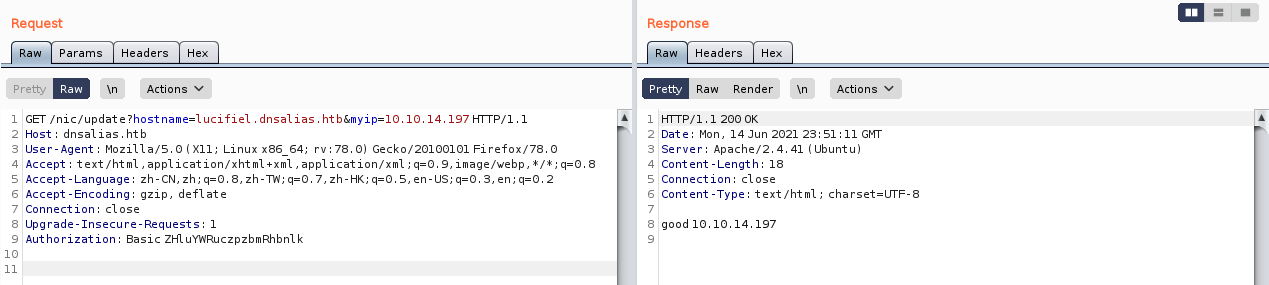 Request
Raw Params Headers Hex
Pretty Raw \n Actions
1 GET /nic/update?hostname=lucifiel.dnsalias.htb&myip=10.10.14.197 HTTP/1.1
2 Host: dnsalias.htb
3 User-Agent: Mozilla/5.0 (X11; Linux x86_64; rv:78.0) Gecko/20100101 Firefox/78.0
4 Accept: text/html,application/xhtml+xml,application/xml;q=0.9,image/webp,*/*;q=0.8
5 Accept-Language: zh-CN,zh;q=0.8,zh-TW;q=0.7,zh-HK;q=0.5,en-US;q=0.3,en;q=0.2
6 Accept-Encoding: gzip, deflate
7 Connection: close
8 Upgrade-Insecure-Requests: 1
9 Authorization: Basic ZHluYWRuczpzbmRhbnlk
10
11
Response
Raw Headers Hex
Pretty Raw Render \n Actions
1 HTTP/1.1 200 OK
2 Date: Mon, 14 Jun 2021 23:51:11 GMT
3 Server: Apache/2.4.41 (Ubuntu)
4 Content-Length: 18
5 Connection: close
6 Content-Type: text/html; charset=UTF-8
7
8 good 10.10.14.197
9